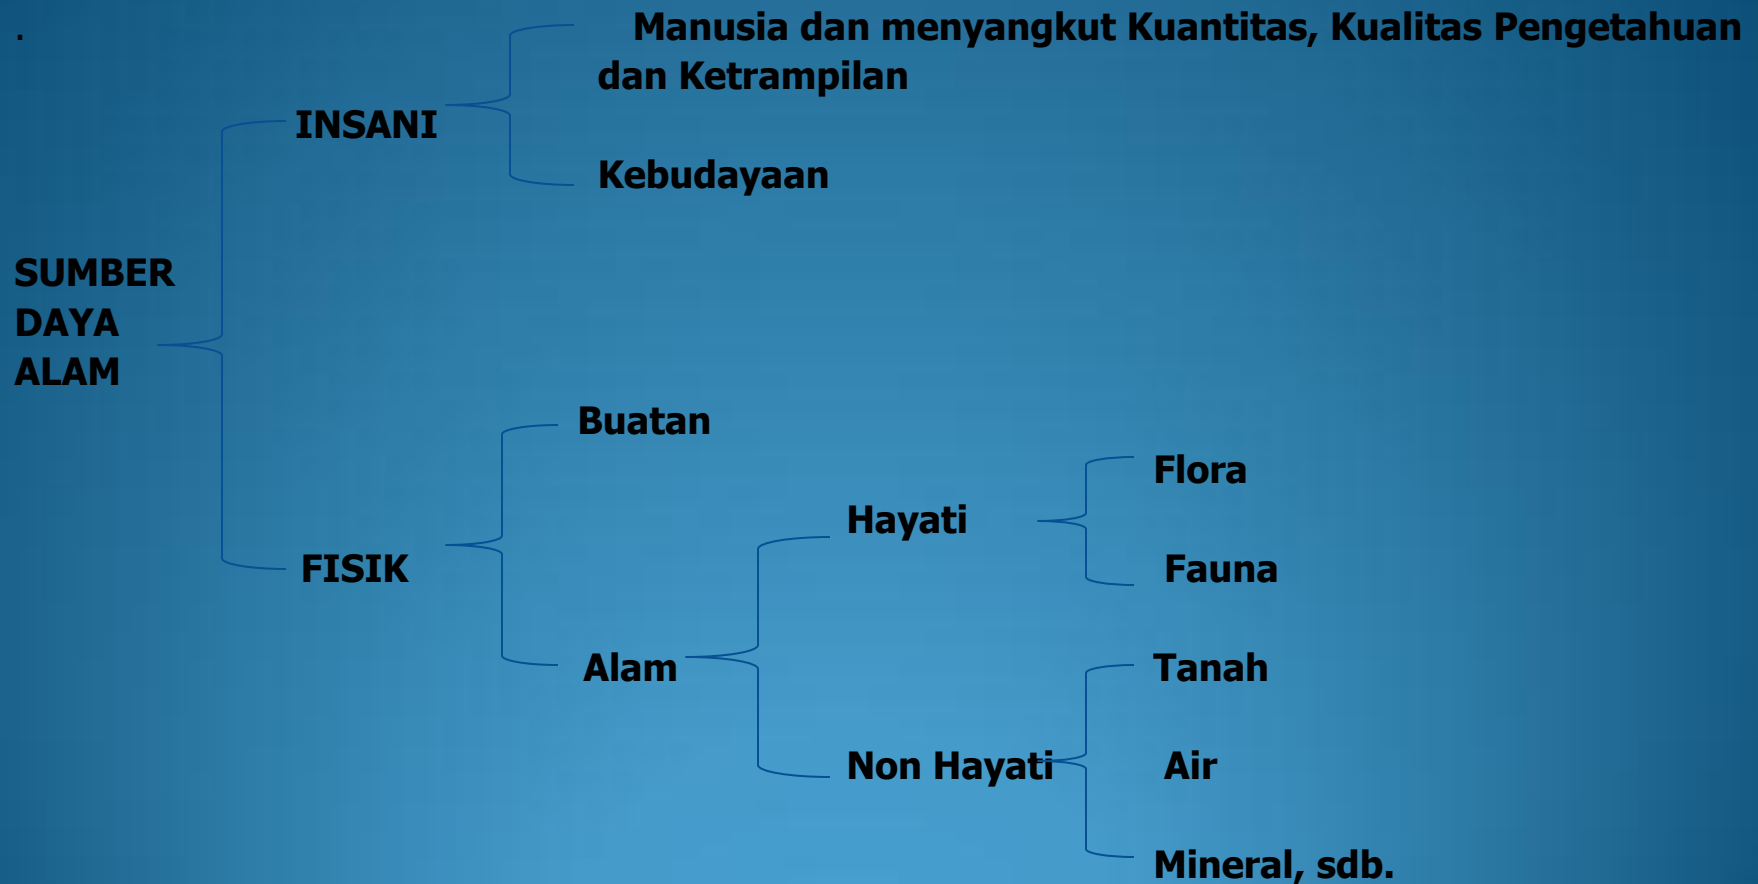 .
Manusia dan menyangkut Kuantitas, Kualitas Pengetahuan
dan Ketrampilan
INSANI
Kebudayaan
SUMBER
DAYA
ALAM
Buatan
Flora
Hayati
FISIK
Fauna
Alam
Tanah
Non Hayati
Air
Mineral, sdb.